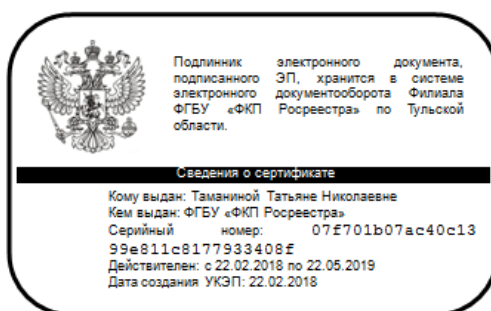 Подлинник электронного документа,
подписанного ЭП, хранится в системе
электронного документооборота Филиала
ФГБУ «ФКП Росреестра» по Тульской
области.
Сведения о сертификате
Кому выдан: Таманиной Татьяне Николаевне
Кем выдан: ФГБУ «ФКП Росреестра»
Серийный номер: 07f701b07ac40c13
99e811c8177933408f
Действителен: с 22.02.2018 по 22.05.2019
Дата создания УКЭП: 22.02.2018